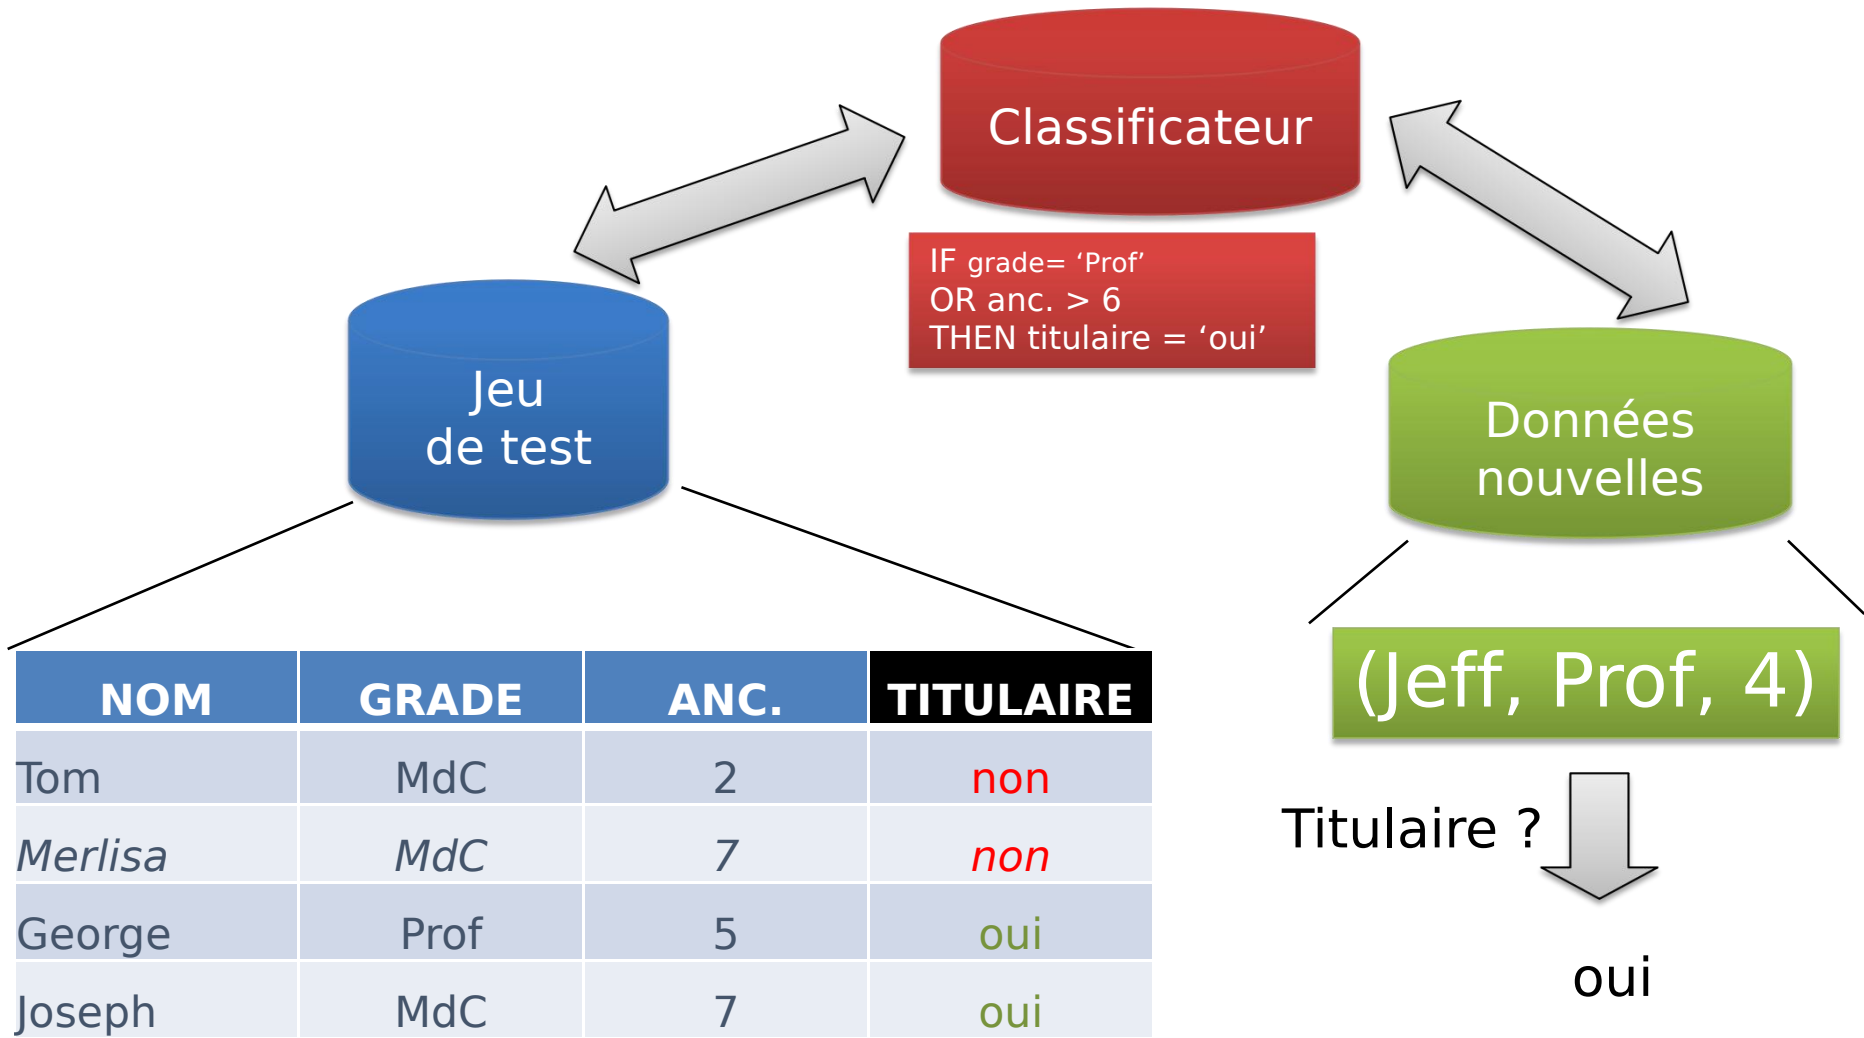 Classificateur
IF grade= ‘Prof’
OR anc. > 6
THEN titulaire = ‘oui’
Jeu
de test
Données
nouvelles
NOM GRADE ANC. TITULAIRE
Tom MdC 2 non
Merlisa MdC 7 non
George Prof 5 oui
Joseph MdC 7 oui
(Jeff, Prof, 4)
Titulaire ?
oui